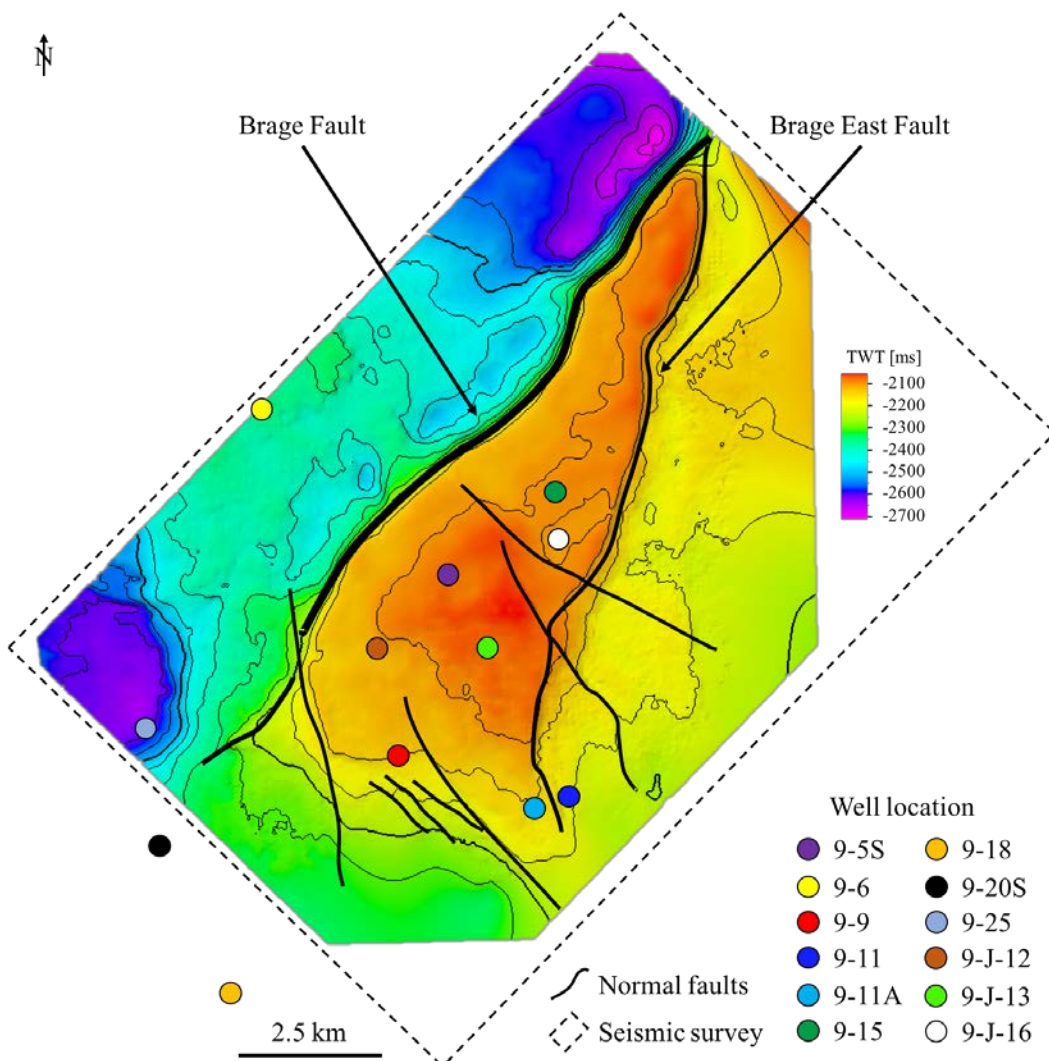 N
Brage Fault
Brage East Fault
TWT [ms]
-2100
-2200
-2300
-2400
-2500
-2600
-2700
Well location
9-5S
9-18
9-6
9-20S
9-9
9-25
9-11
9-J-12
9-11A
9-J-13
9-15
9-J-16
Normal faults
Seismic survey
2.5 km